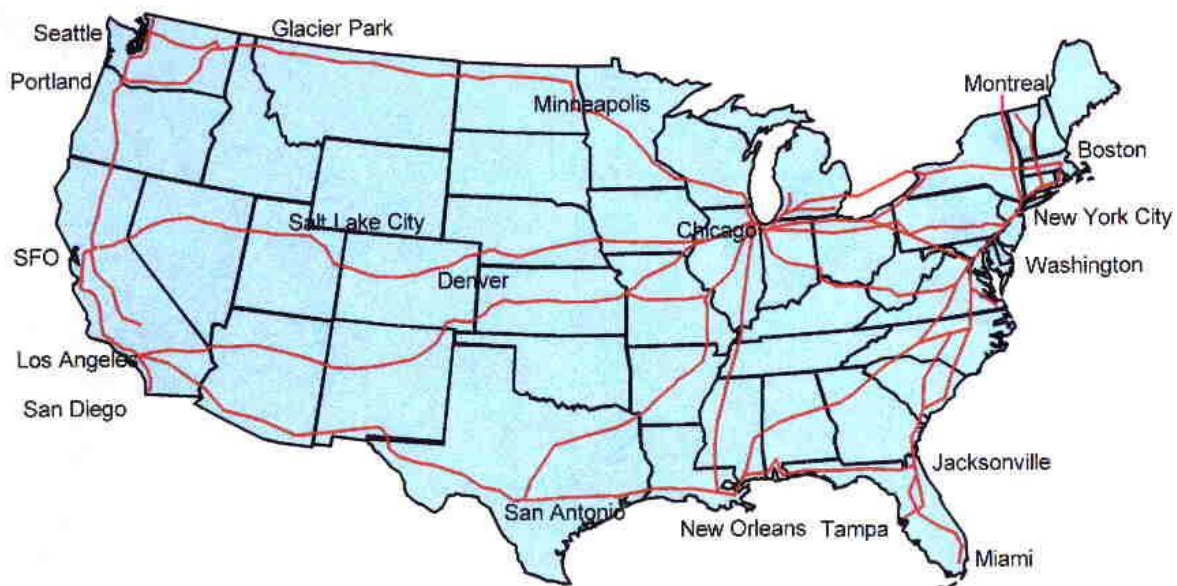 Seattle
Glacier Park
Portland
Minneapolis
Montreal
Boston
Salt Lake City
Chicago
New York City
SFO
Denver
Washington
Los Angeles
San Diego
Jacksonville
San Antonio
New Orleans
Tampa
Miami